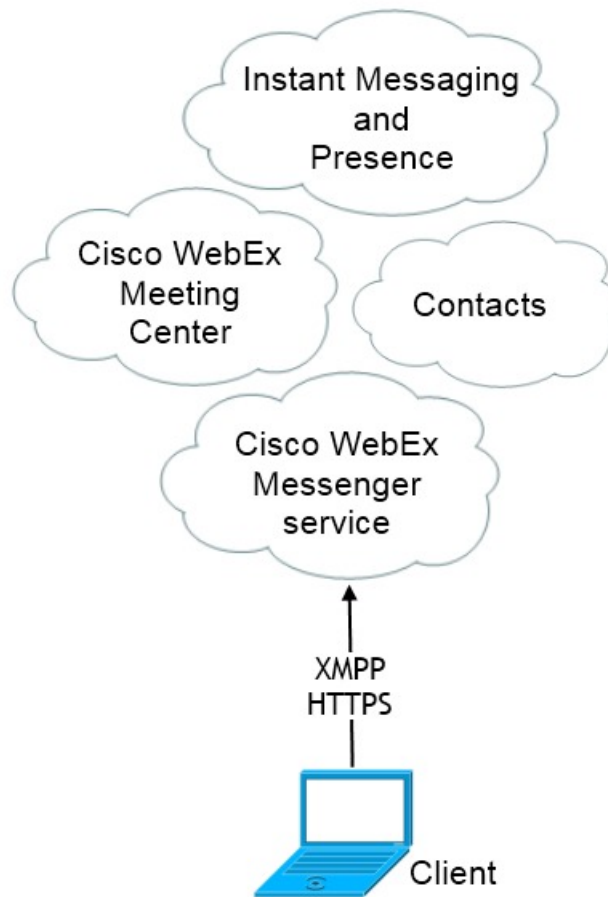 Instant Messaging
and
Presence
Cisco WebEx
Meeting
Center
Contacts
Cisco WebEx
Messenger
service
XMPP
HTTPS
Client